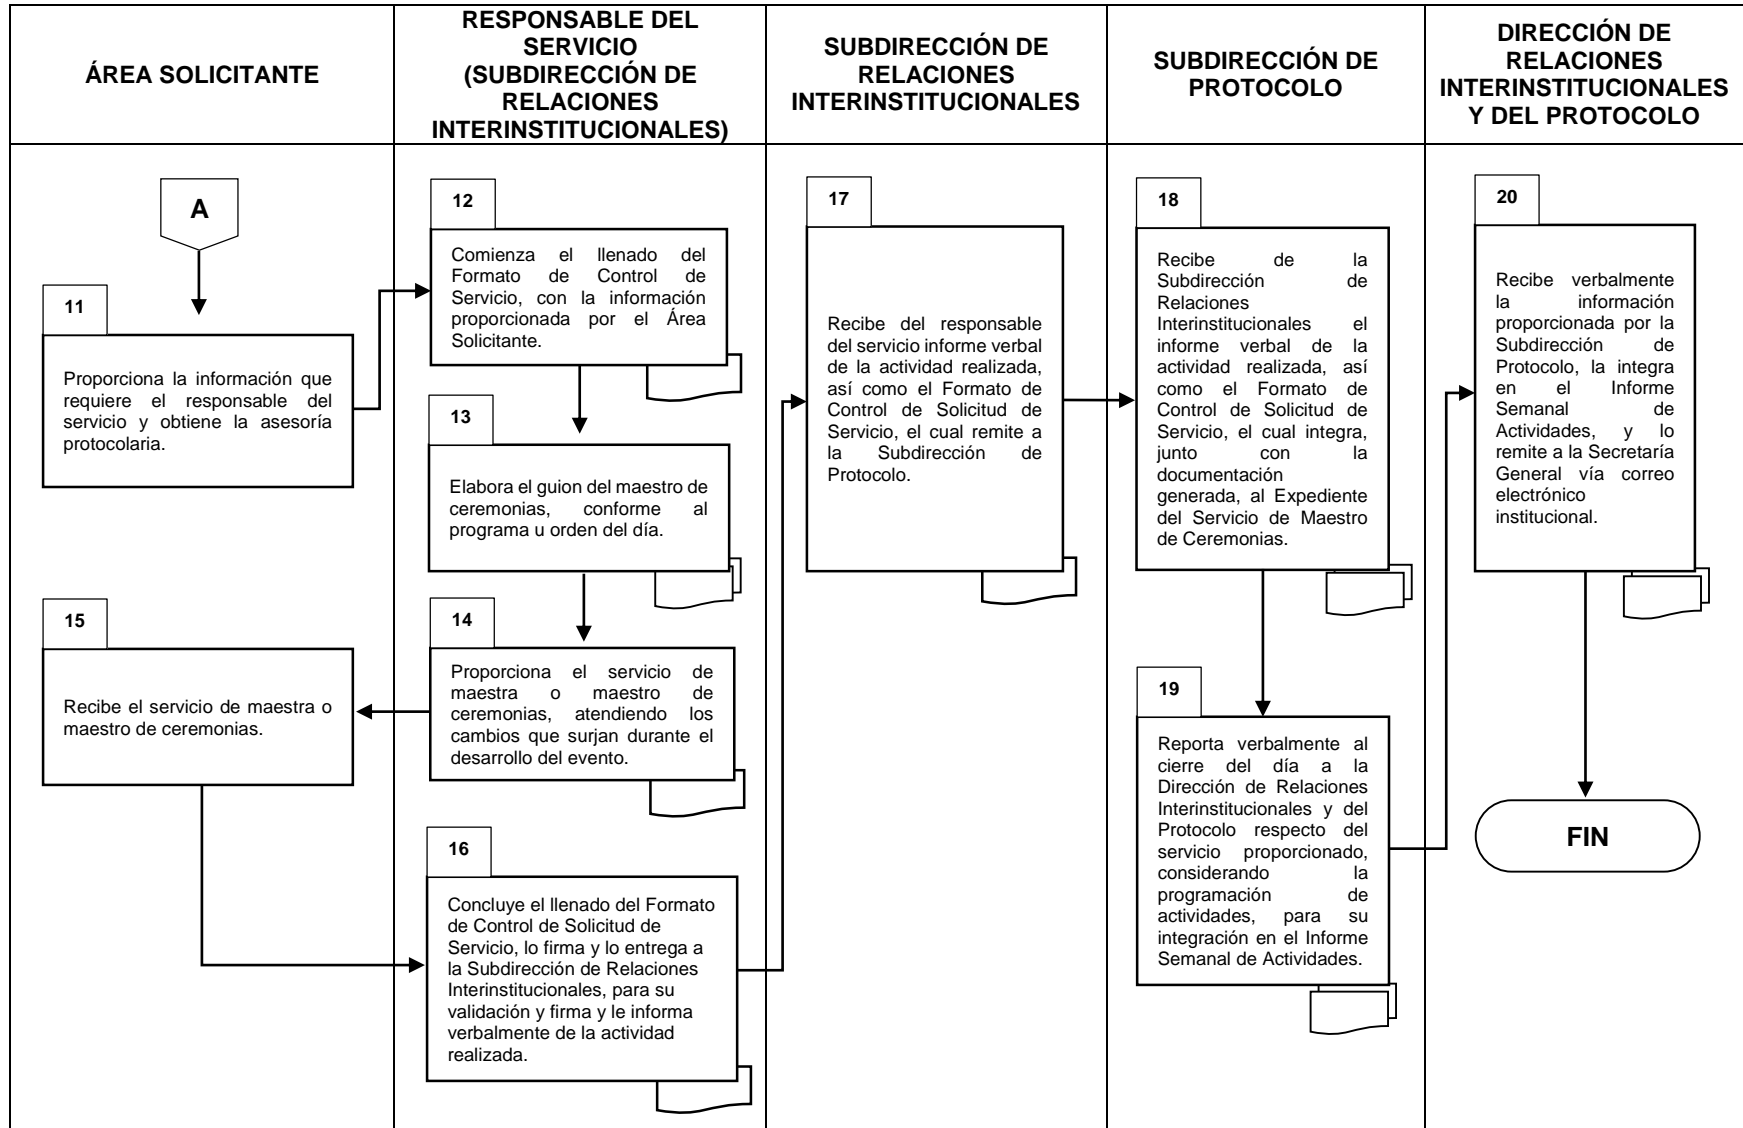 ÁREA SOLICITANTE
RESPONSABLE DEL
SERVICIO
(SUBDIRECCIÓN DE
RELACIONES
INTERINSTITUCIONALES)
SUBDIRECCIÓN DE
RELACIONES
INTERINSTITUCIONALES
SUBDIRECCIÓN DE
PROTOCOLO
DIRECCIÓN DE
RELACIONES
INTERINSTITUCIONALES
Y DEL PROTOCOLO
A
11
Proporciona la información que
requiere el responsable del
servicio y obtiene la asesoría
protocolaria.
12
Comienza el llenado del
Formato de Control de
Servicio, con la información
proporcionada por el Área
Solicitante.
13
Elabora el guion del maestro de
ceremonias, conforme al
programa u orden del día.
14
Proporciona el servicio de
maestra o maestro de
ceremonias, atendiendo los
cambios que surjan durante el
desarrollo del evento.
15
Recibe el servicio de maestra o
maestro de ceremonias.
16
Concluye el llenado del Formato
de Control de Solicitud de
Servicio, lo firma y lo entrega a
la Subdirección de Relaciones
Interinstitucionales, para su
validación y firma y le informa
verbalmente de la actividad
realizada.
17
Recibe del responsable
del servicio informe verbal
de la actividad realizada,
así como el Formato de
Control de Solicitud de
Servicio, el cual remite a
la Subdirección de
Protocolo.
18
Recibe de la
Subdirección de
Relaciones
Interinstitucionales el
informe verbal de la
actividad realizada, así
como el Formato de
Control de Solicitud de
Servicio, el cual integra,
junto con la
documentación
generada, al Expediente
del Servicio de Maestro
de Ceremonias.
19
Reporta verbalmente al
cierre del día a la
Dirección de Relaciones
Interinstitucionales y del
Protocolo respecto del
servicio proporcionado,
considerando la
programación de
actividades, para su
integración en el Informe
Semanal de Actividades.
20
Recibe verbalmente
la información
proporcionada por la
Subdirección de
Protocolo, la integra
en el Informe
Semanal de
Actividades, y lo
remite a la Secretaría
General vía correo
electrónico
institucional.
FIN